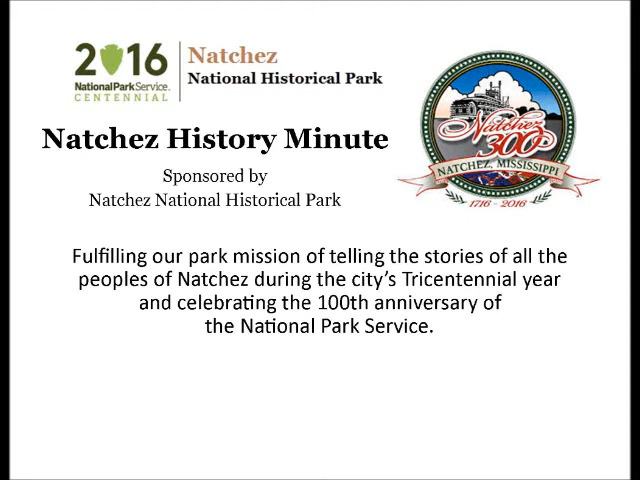 2016
National Park Service®
CENTENNIAL
Natchez
National Historical Park
Natchez
300
NATCHEZ, MISSISSIPPI
1716 - 2016
Natchez History Minute
Sponsored by
Natchez National Historical Park
Fulfilling our park mission of telling the stories of all the
peoples of Natchez during the city’s Tricentennial year
and celebrating the 100th anniversary of
the National Park Service.